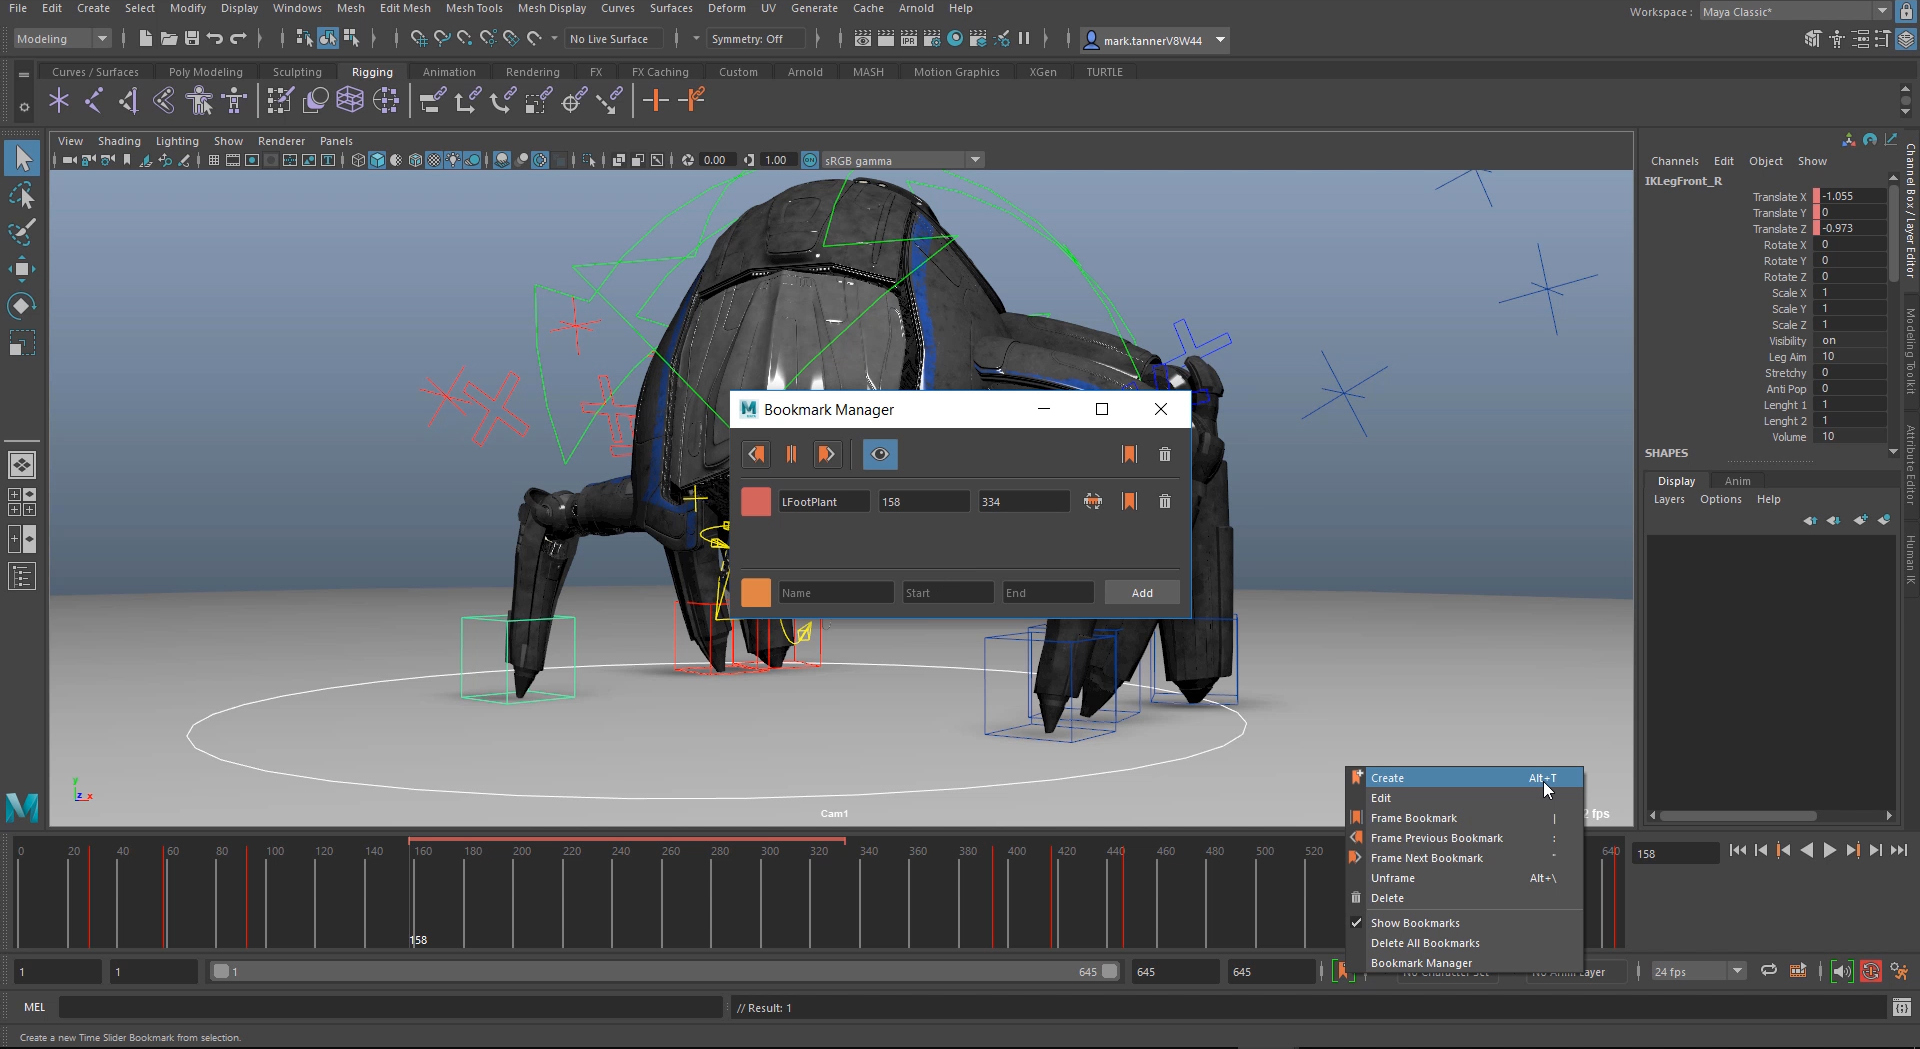 File Edit Create Select Modify Display Windows Mesh Edit Mesh Mesh Tools Mesh Display Curves Surfaces Deform UV Generate Cache Arnold Help
Workspace : Maya Classic*
Modeling No Live Surface Symmetry: Off IPR mark.tannerV8W44
Curves / Surfaces Poly Modeling Sculpting Rigging Animation Rendering FX FX Caching Custom Arnold MASH Motion Graphics XGen TURTLE
View Shading Lighting Show Renderer Panels
0.00 1.00 ON sRGB gamma
Channels Edit Object Show
IKLegFront_R
Translate X -1.055
Translate Y 0
Translate Z -0.973
Rotate X 0
Rotate Y 0
Rotate Z 0
Scale X 1
Scale Y 1
Scale Z 1
Visibility on
Leg Aim 10
Stretchy 0
Anti Pop 0
Lenght 1 1
Lenght 2 1
Volume 10
SHAPES
Display Anim
Layers Options Help
Channel Box / Layer Editor
Modeling Toolkit
Attribute Editor
Human IK
M Bookmark Manager
LFootPlant 158 334
Name Start End Add
y
z x
Cam1
2 fps
Create Alt+T
Edit
Frame Bookmark |
Frame Previous Bookmark :
Frame Next Bookmark "
Unframe Alt+\
Delete
Show Bookmarks
Delete All Bookmarks
Bookmark Manager
0 20 40 60 80 100 120 140 160 180 200 220 240 260 280 300 320 340 360 380 400 420 440 460 480 500 520 640
158
158
1 1 1 645 645 645 No Character Set No Anim Layer 24 fps
MEL // Result: 1
Create a new Time Slider Bookmark from selection.